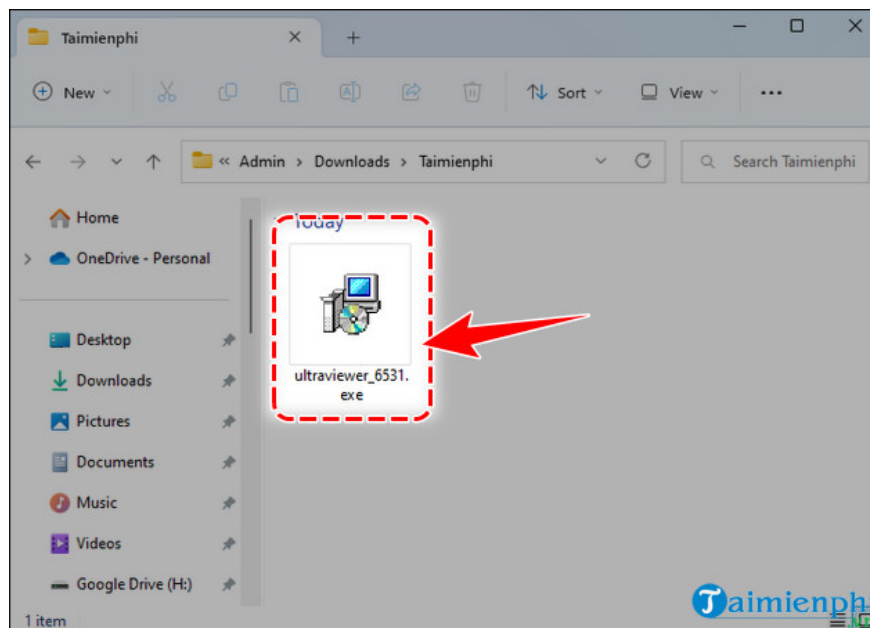 Taimienphi
New
Sort
View
Admin > Downloads > Taimienphi
Search Taimienphi
Home
OneDrive - Personal
Today
Desktop
Downloads
Pictures
Documents
Music
Videos
Google Drive (H:)
ultraviewer_6531.
exe
1 item
Taimienph